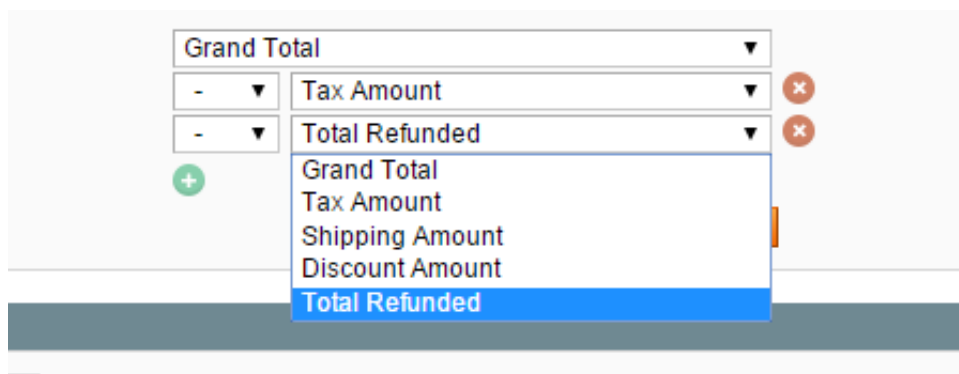 Grand Total
- Tax Amount
- Total Refunded
Grand Total
Tax Amount
Shipping Amount
Discount Amount
Total Refunded